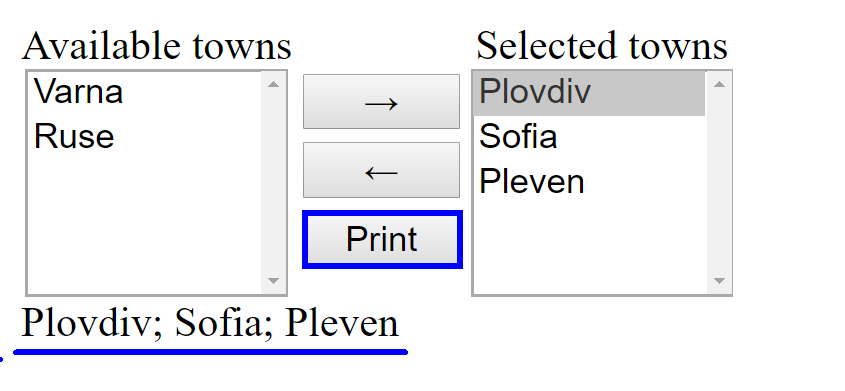 Available towns
Selected towns
Varna
Ruse
→
←
Print
Plovdiv
Sofia
Pleven
Plovdiv; Sofia; Pleven